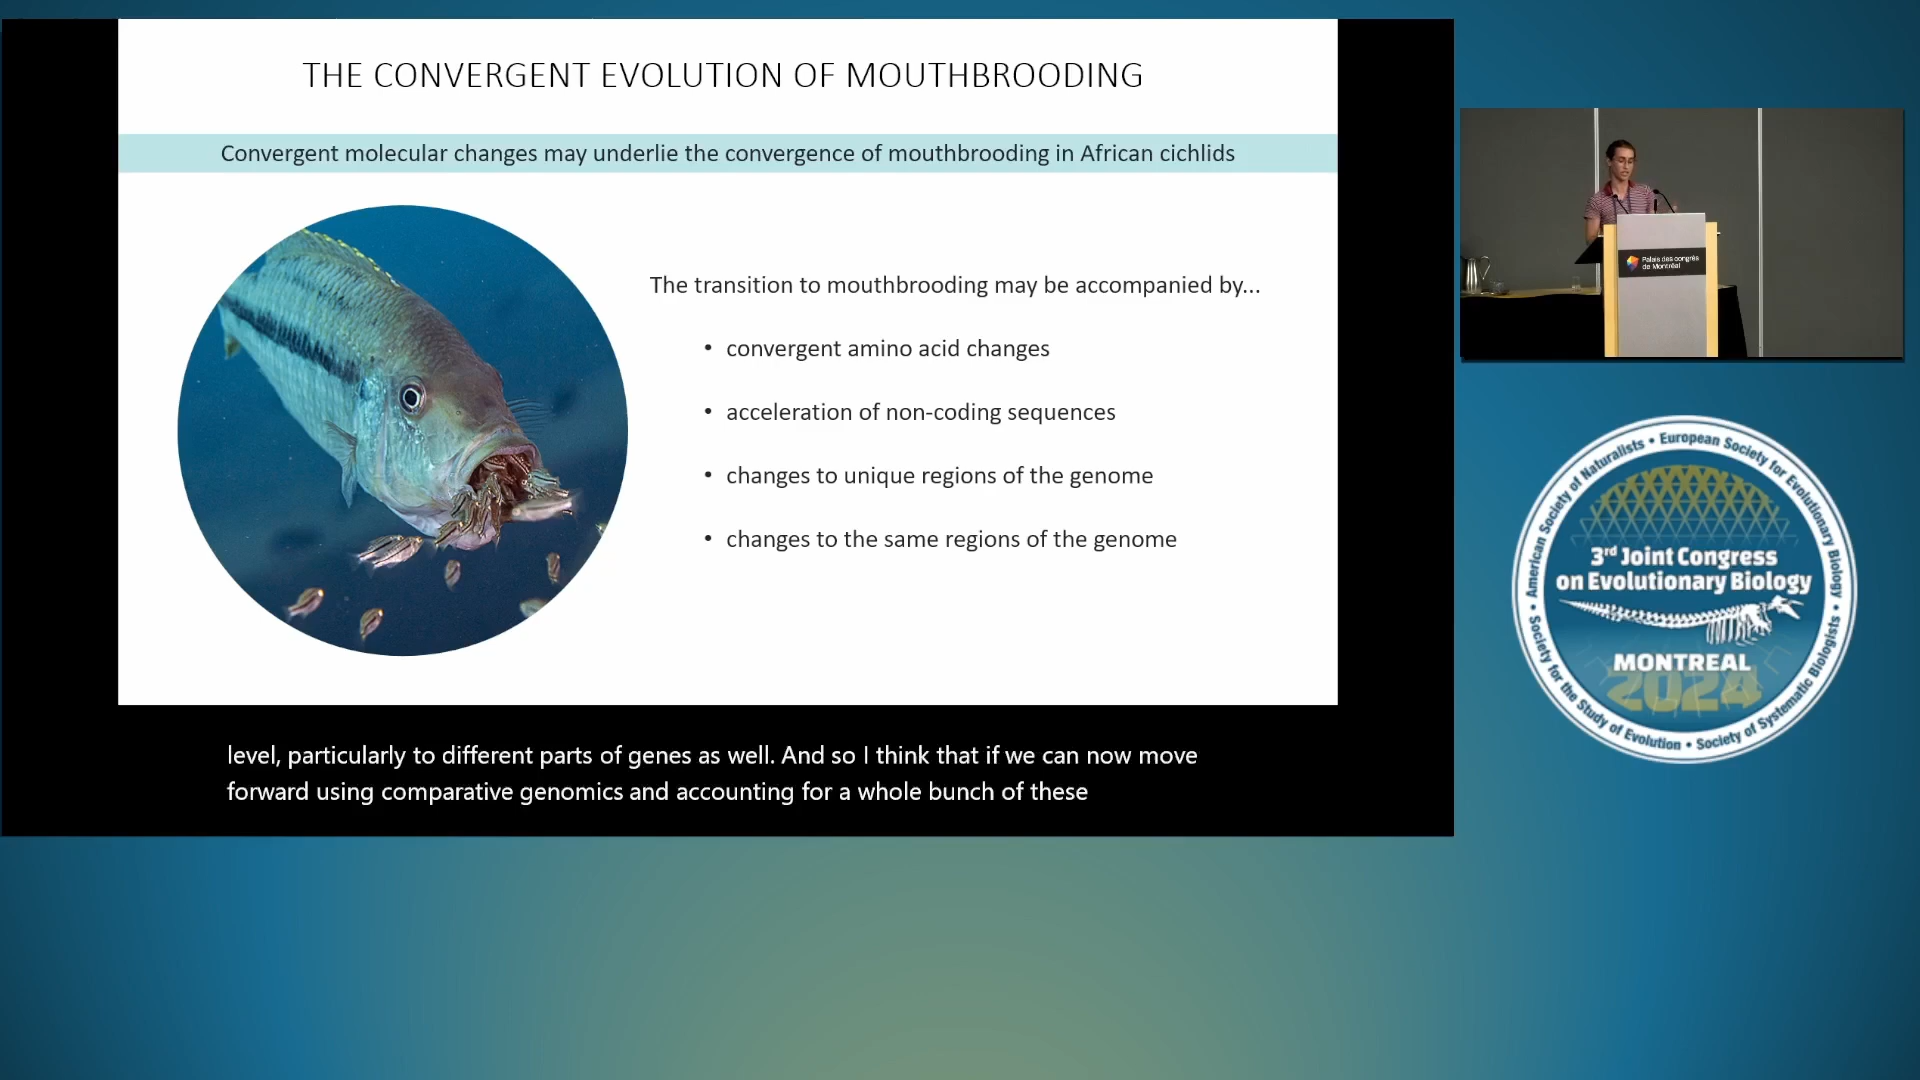 THE CONVERGENT EVOLUTION OF MOUTHBROODING
Convergent molecular changes may underlie the convergence of mouthbrooding in African cichlids
The transition to mouthbrooding may be accompanied by...
• convergent amino acid changes
• acceleration of non-coding sequences
• changes to unique regions of the genome
• changes to the same regions of the genome
level, particularly to different parts of genes as well. And so I think that if we can now move
forward using comparative genomics and accounting for a whole bunch of these
Palais des congrès
de Montréal
American Society of Naturalists • European Society for Evolutionary Biology •
Society for the Study of Evolution • Society of Systematic Biologists •
3rd Joint Congress
on Evolutionary Biology
MONTREAL
2024